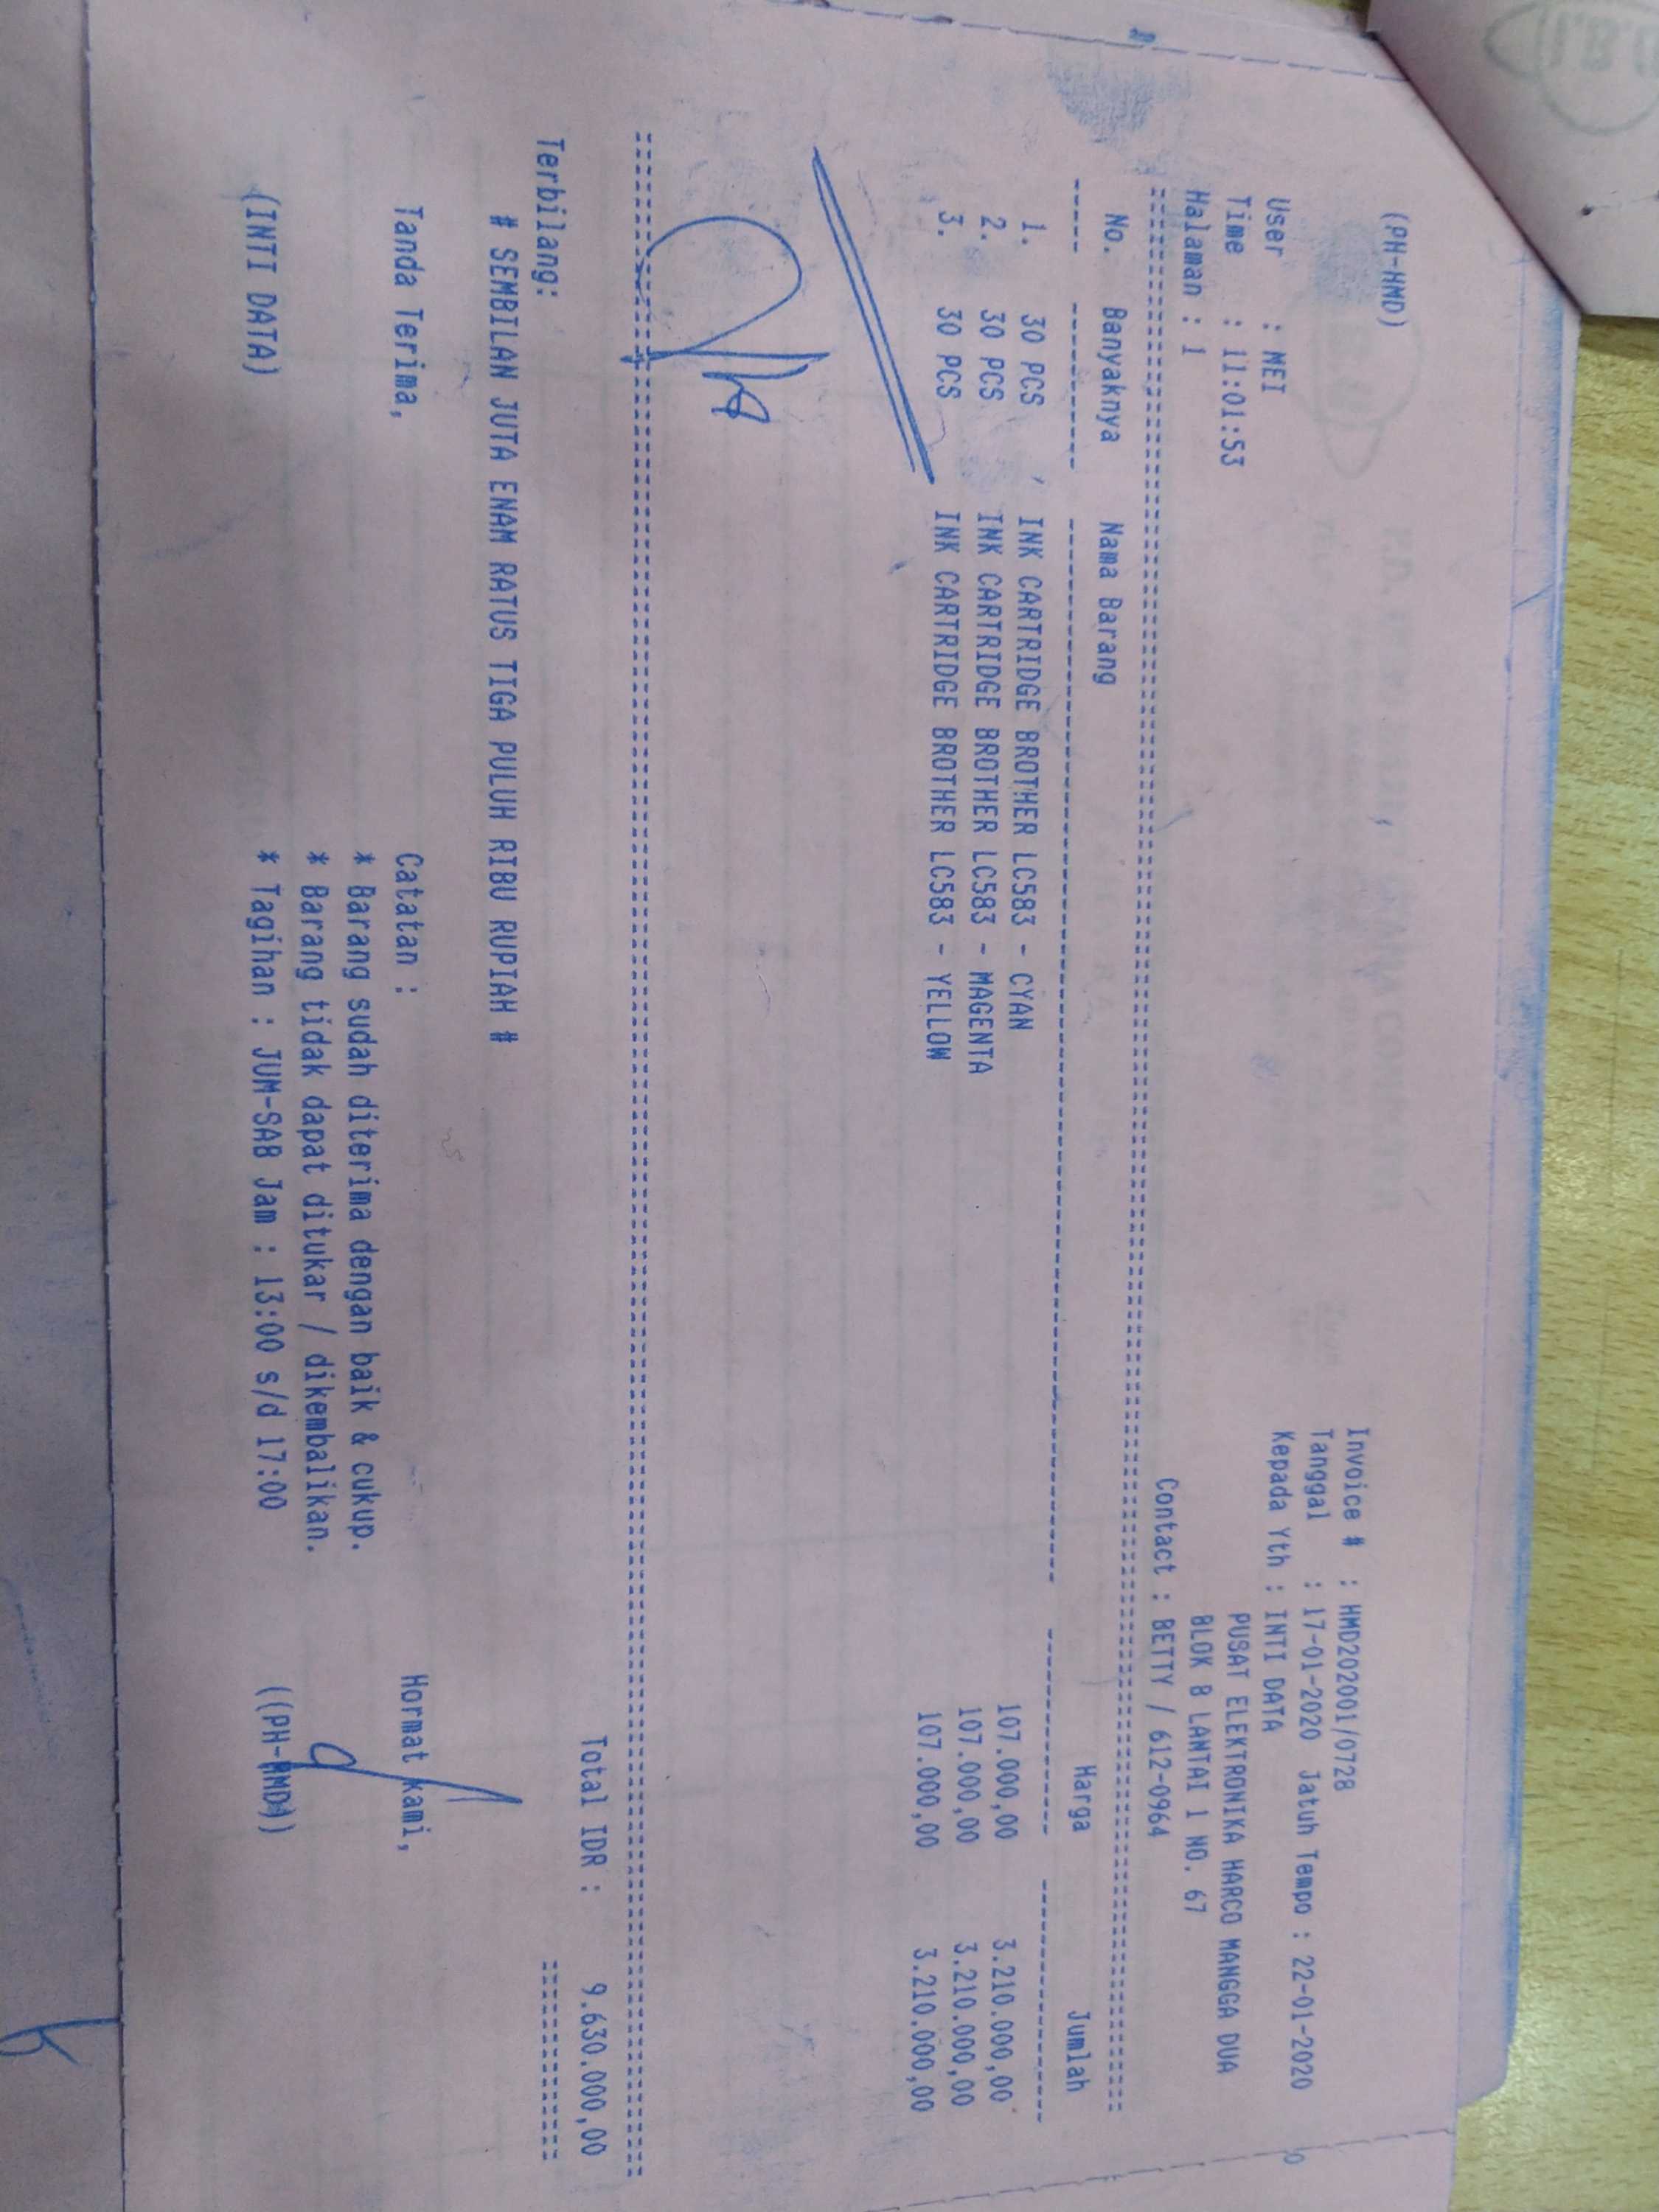 (PH-HMD)
Invoice # : HMD202001/0728
Tanggal : 17-01-2020 Jatuh Tempo : 22-01-2020
Kepada Yth : INTI DATA
PUSAT ELEKTRONIKA HARCO MANGGA DUA
BLOK B LANTAI 1 NO. 67
Contact : BETTY / 612-0964
User : MEI
Time : 11:01:53
Halaman : 1
No. Banyaknya Nama Barang Harga Jumlah
1. 30 PCS INK CARTRIDGE BROTHER LC583 - CYAN 107.000,00 3.210.000,00
2. 30 PCS INK CARTRIDGE BROTHER LC583 - MAGENTA 107.000,00 3.210.000,00
3. 30 PCS INK CARTRIDGE BROTHER LC583 - YELLOW 107.000,00 3.210.000,00
Total IDR : 9.630.000,00
Terbilang:
# SEMBILAN JUTA ENAM RATUS TIGA PULUH RIBU RUPIAH #
Tanda Terima,
Catatan :
Hormat kami,
* Barang sudah diterima dengan baik & cukup.
* Barang tidak dapat ditukar / dikembalikan.
* Tagihan : JUM-SAB Jam : 13:00 s/d 17:00
(INTI DATA)
((PH-HMD))